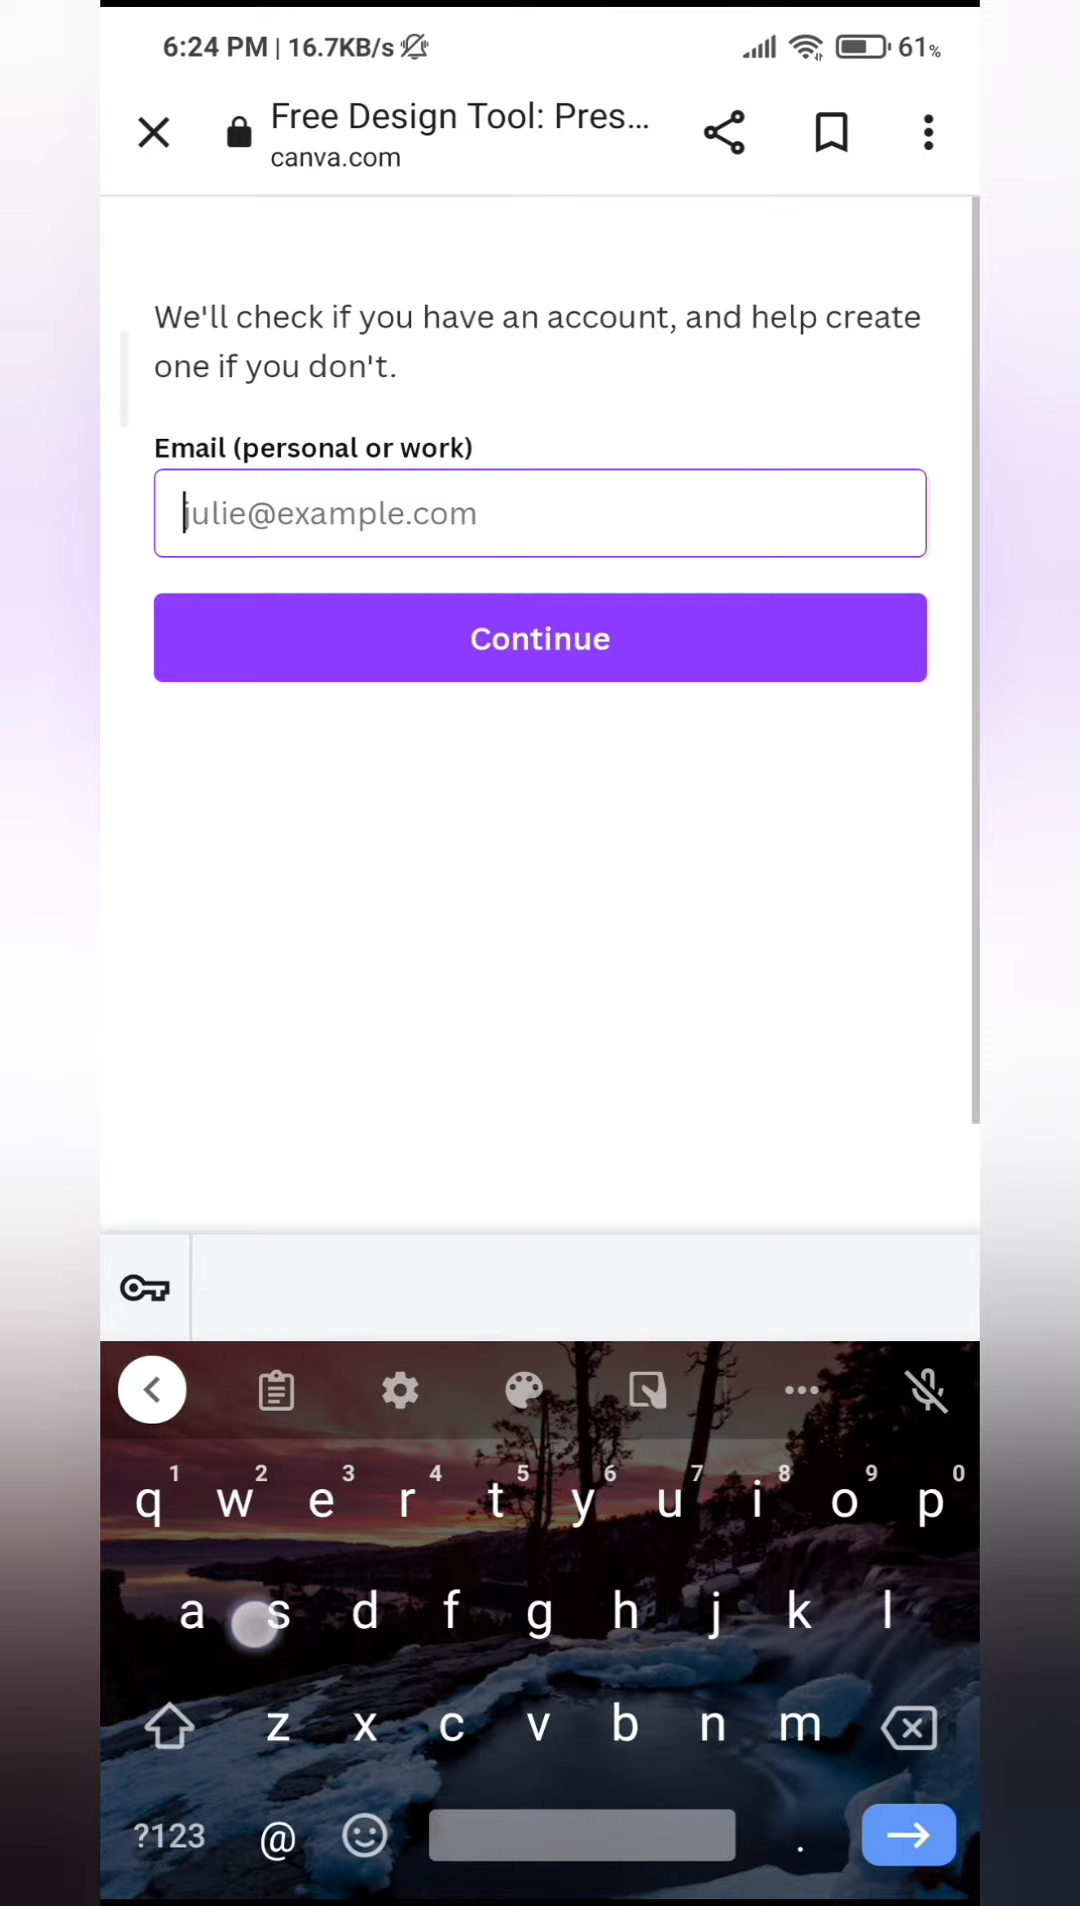 6:24 PM | 16.7KB/s 61%
Free Design Tool: Pres...
canva.com
We'll check if you have an account, and help create
one if you don't.
Email (personal or work)
julie@example.com
Continue
1 2 3 4 5 6 7 8 9 0
q w e r t y u i o p
a s d f g h j k l
z x c v b n m
?123 @ .